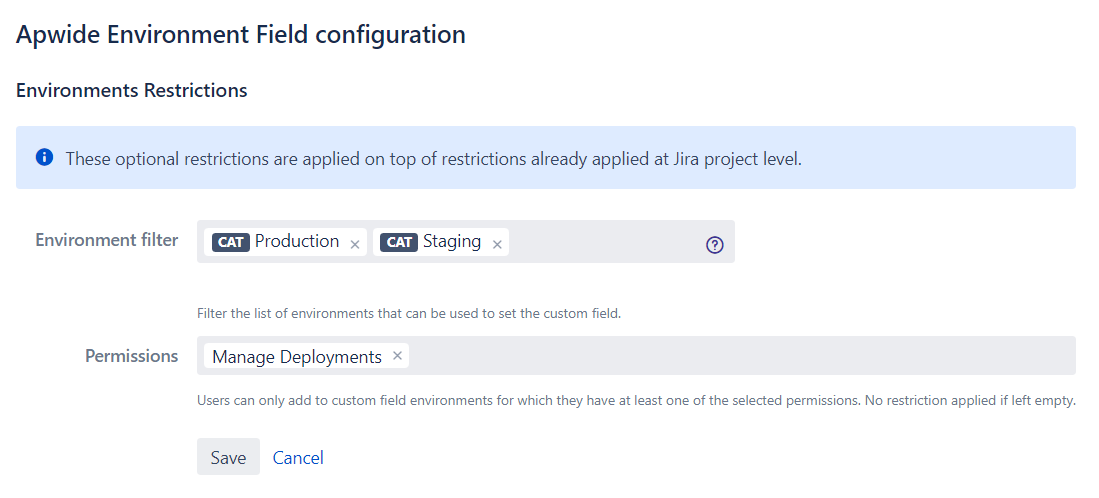 Apwide Environment Field configuration
Environments Restrictions
These optional restrictions are applied on top of restrictions already applied at Jira project level.
Environment filter CAT Production × CAT Staging ×
Filter the list of environments that can be used to set the custom field.
Permissions Manage Deployments ×
Users can only add to custom field environments for which they have at least one of the selected permissions. No restriction applied if left empty.
Save Cancel